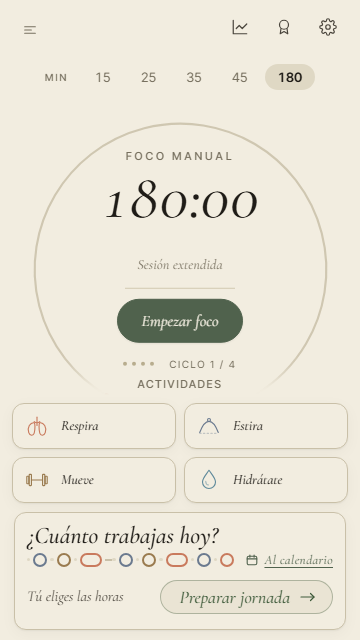 MIN 15 25 35 45 180
FOCO MANUAL
180:00
Sesión extendida
Empezar foco
CICLO 1 / 4
ACTIVIDADES
Respira
Estira
Mueve
Hidrátate
¿Cuánto trabajas hoy?
Al calendario
Tú eliges las horas
Preparar jornada →